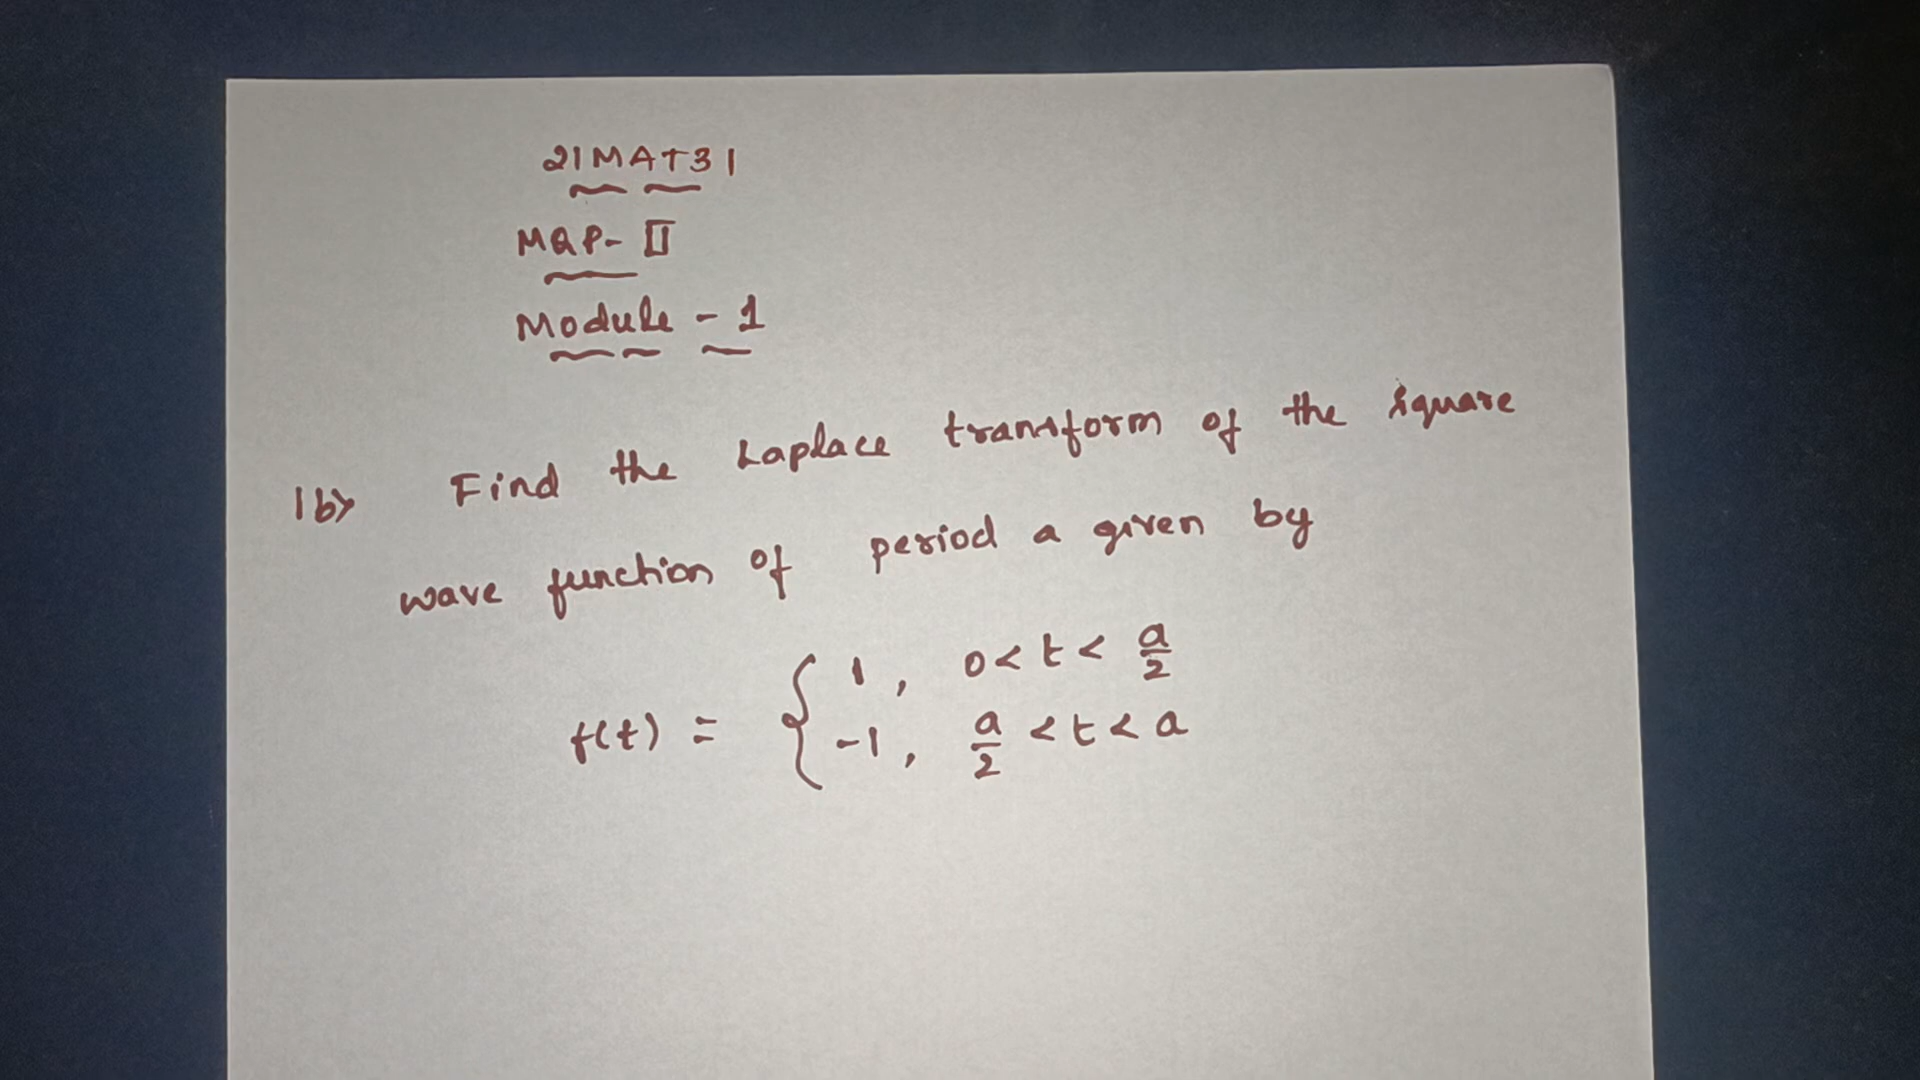 21MAT31
MQP- II
Module - 1
1b> Find the Laplace transform of the square
wave function of period a given by
f(t) = { 1, 0 < t < a/2
-1, a/2 < t < a